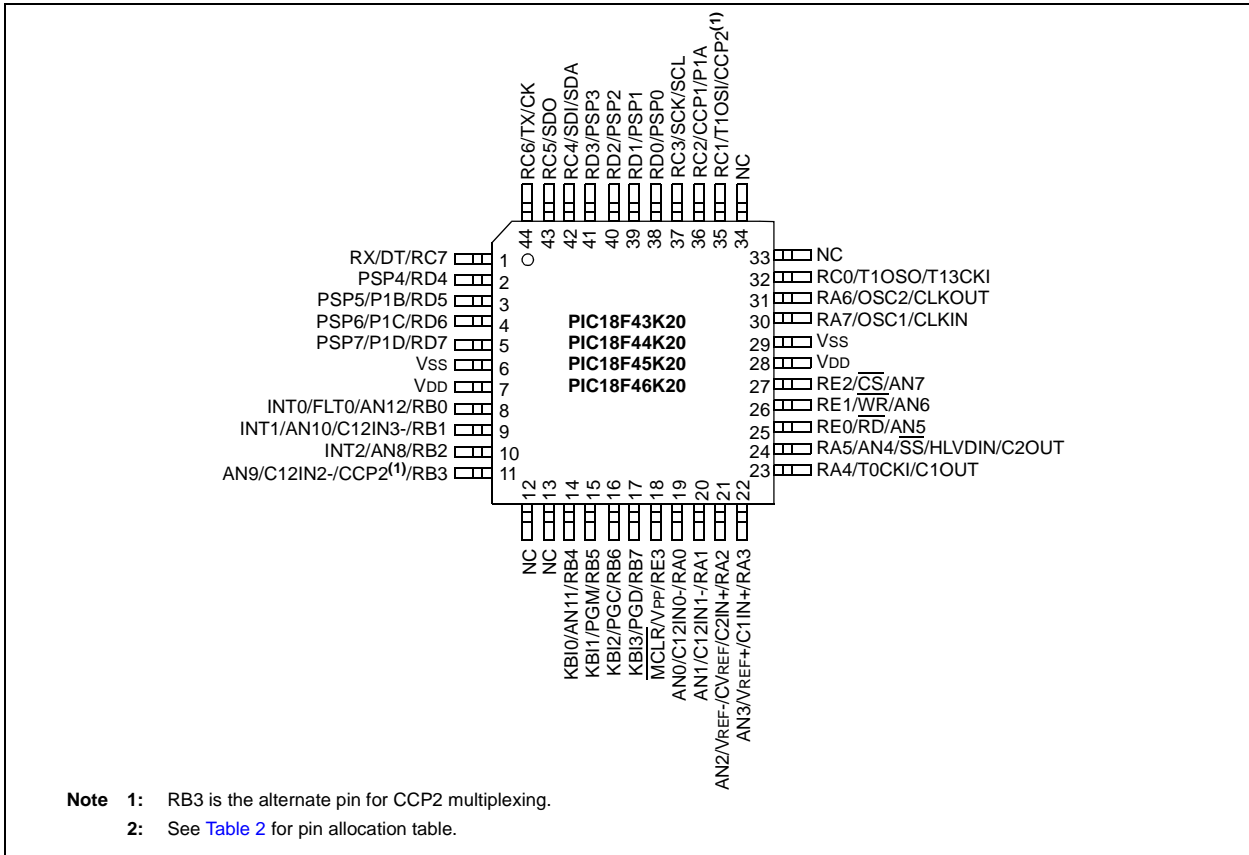 RC6/TX/CK
RC5/SDO
RC4/SDI/SDA
RD3/PSP3
RD2/PSP2
RD1/PSP1
RD0/PSP0
RC3/SCK/SCL
RC2/CCP1/P1A
RC1/T1OSI/CCP2(1)
NC
44
43
42
41
40
39
38
37
36
35
34
RX/DT/RC7 1
PSP4/RD4 2
PSP5/P1B/RD5 3
PSP6/P1C/RD6 4
PSP7/P1D/RD7 5
VSS 6
VDD 7
INT0/FLT0/AN12/RB0 8
INT1/AN10/C12IN3-/RB1 9
INT2/AN8/RB2 10
AN9/C12IN2-/CCP2(1)/RB3 11
PIC18F43K20
PIC18F44K20
PIC18F45K20
PIC18F46K20
33 NC
32 RC0/T1OSO/T13CKI
31 RA6/OSC2/CLKOUT
30 RA7/OSC1/CLKIN
29 VSS
28 VDD
27 RE2/CS/AN7
26 RE1/WR/AN6
25 RE0/RD/AN5
24 RA5/AN4/SS/HLVDIN/C2OUT
23 RA4/T0CKI/C1OUT
12
13
14
15
16
17
18
19
20
21
22
NC
NC
KBI0/AN11/RB4
KBI1/PGM/RB5
KBI2/PGC/RB6
KBI3/PGD/RB7
MCLR/VPP/RE3
AN0/C12IN0-/RA0
AN1/C12IN1-/RA1
AN2/VREF-/CVREF/C2IN+/RA2
AN3/VREF+/C1IN+/RA3
Note 1: RB3 is the alternate pin for CCP2 multiplexing.
2: See Table 2 for pin allocation table.